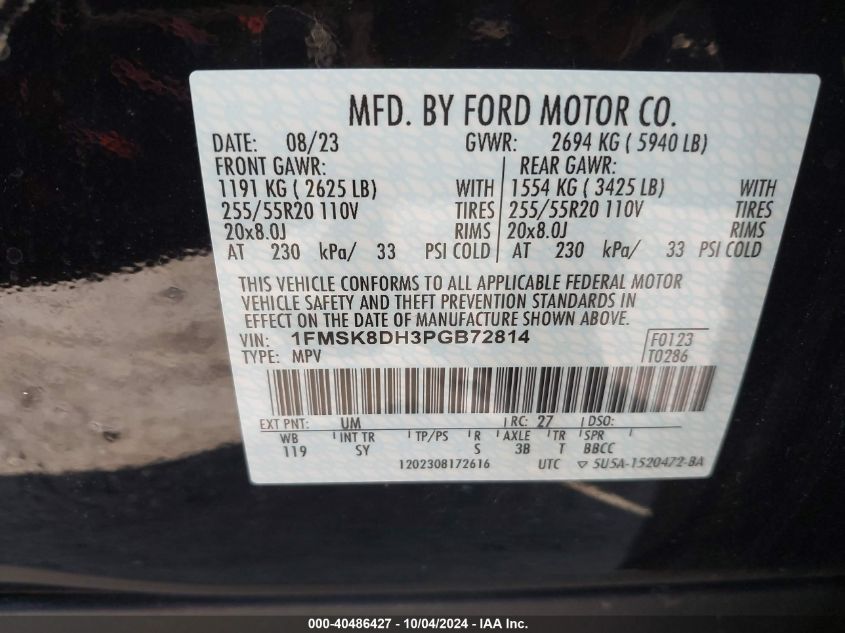 MFD. BY FORD MOTOR CO.
DATE: 08/23 GVWR: 2694 KG ( 5940 LB)
FRONT GAWR: REAR GAWR:
1191 KG ( 2625 LB) WITH 1554 KG ( 3425 LB) WITH
255/55R20 110V TIRES 255/55R20 110V TIRES
20x8.0J RIMS 20x8.0J RIMS
AT 230 kPa/ 33 PSI COLD AT 230 kPa/ 33 PSI COLD
THIS VEHICLE CONFORMS TO ALL APPLICABLE FEDERAL MOTOR
VEHICLE SAFETY AND THEFT PREVENTION STANDARDS IN
EFFECT ON THE DATE OF MANUFACTURE SHOWN ABOVE.
VIN: 1FMSK8DH3PGB72814 F0123
TYPE: MPV T0286
EXT PNT: UM RC: 27 DSO:
WB INT TR TP/PS R AXLE TR SPR
119 SY S 3B T BBCC
1202308172616 UTC ▽ 5U5A-1520472-BA
000-40486427 - 10/04/2024 - IAA Inc.